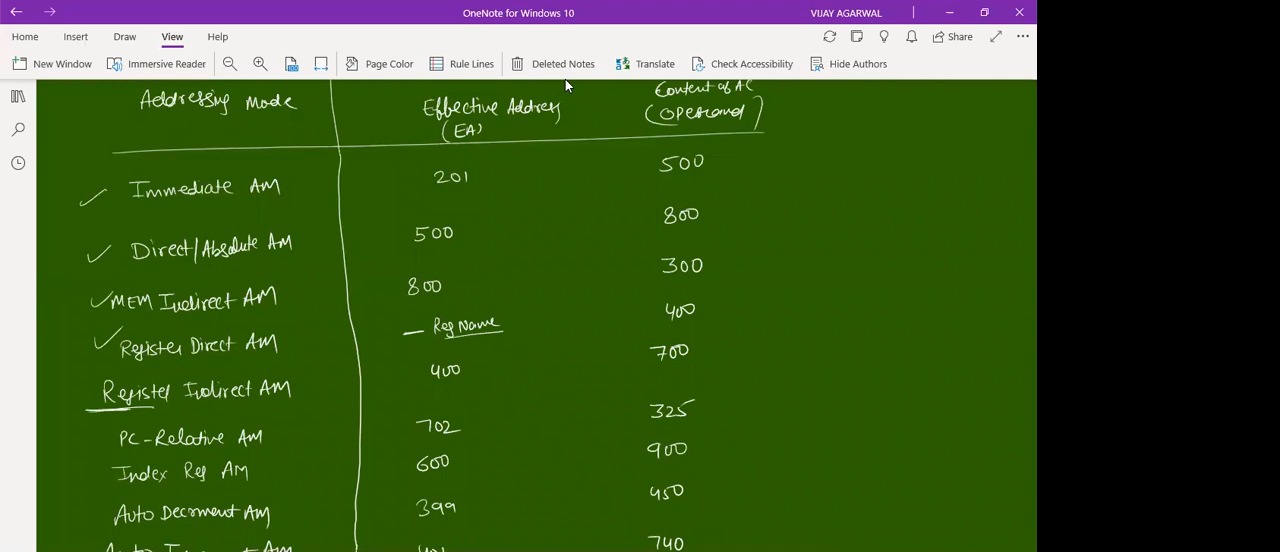 OneNote for Windows 10
VIJAY AGARWAL
Home Insert Draw View Help
Share
New Window Immersive Reader Page Color Rule Lines Deleted Notes Translate Check Accessibility Hide Authors
Addressing Mode Effective Address (EA) Content of AC (Operand)
Immediate AM 201 500
Direct/Absolute AM 500 800
MEM Indirect AM 800 300
Register Direct AM — Reg Name 400
Register Indirect AM 400 700
PC-Relative AM 702 325
Index Reg AM 600 900
Auto Decrment AM 399 450
740